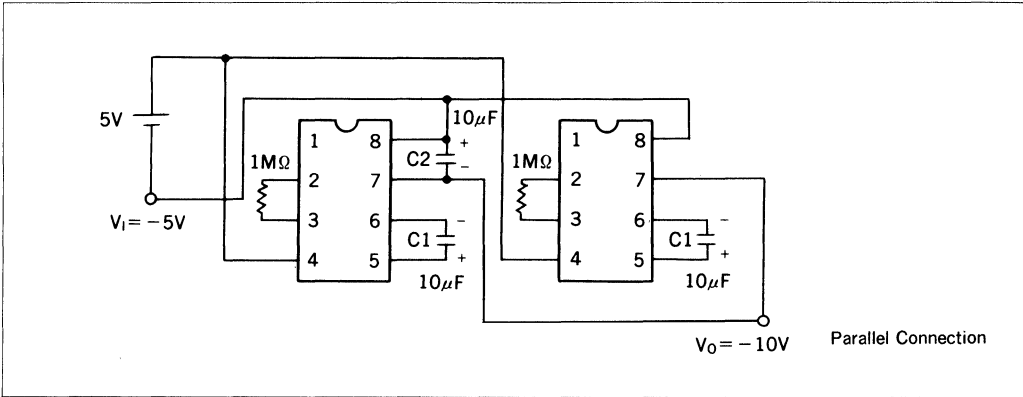 5V
V₁ = −5V
1MΩ
1
2
3
4
8
7
6
5
10μF
+
C2
−
−
C1
+
10μF
1MΩ
1
2
3
4
8
7
6
5
−
C1
+
10μF
V₀ = −10V
Parallel Connection